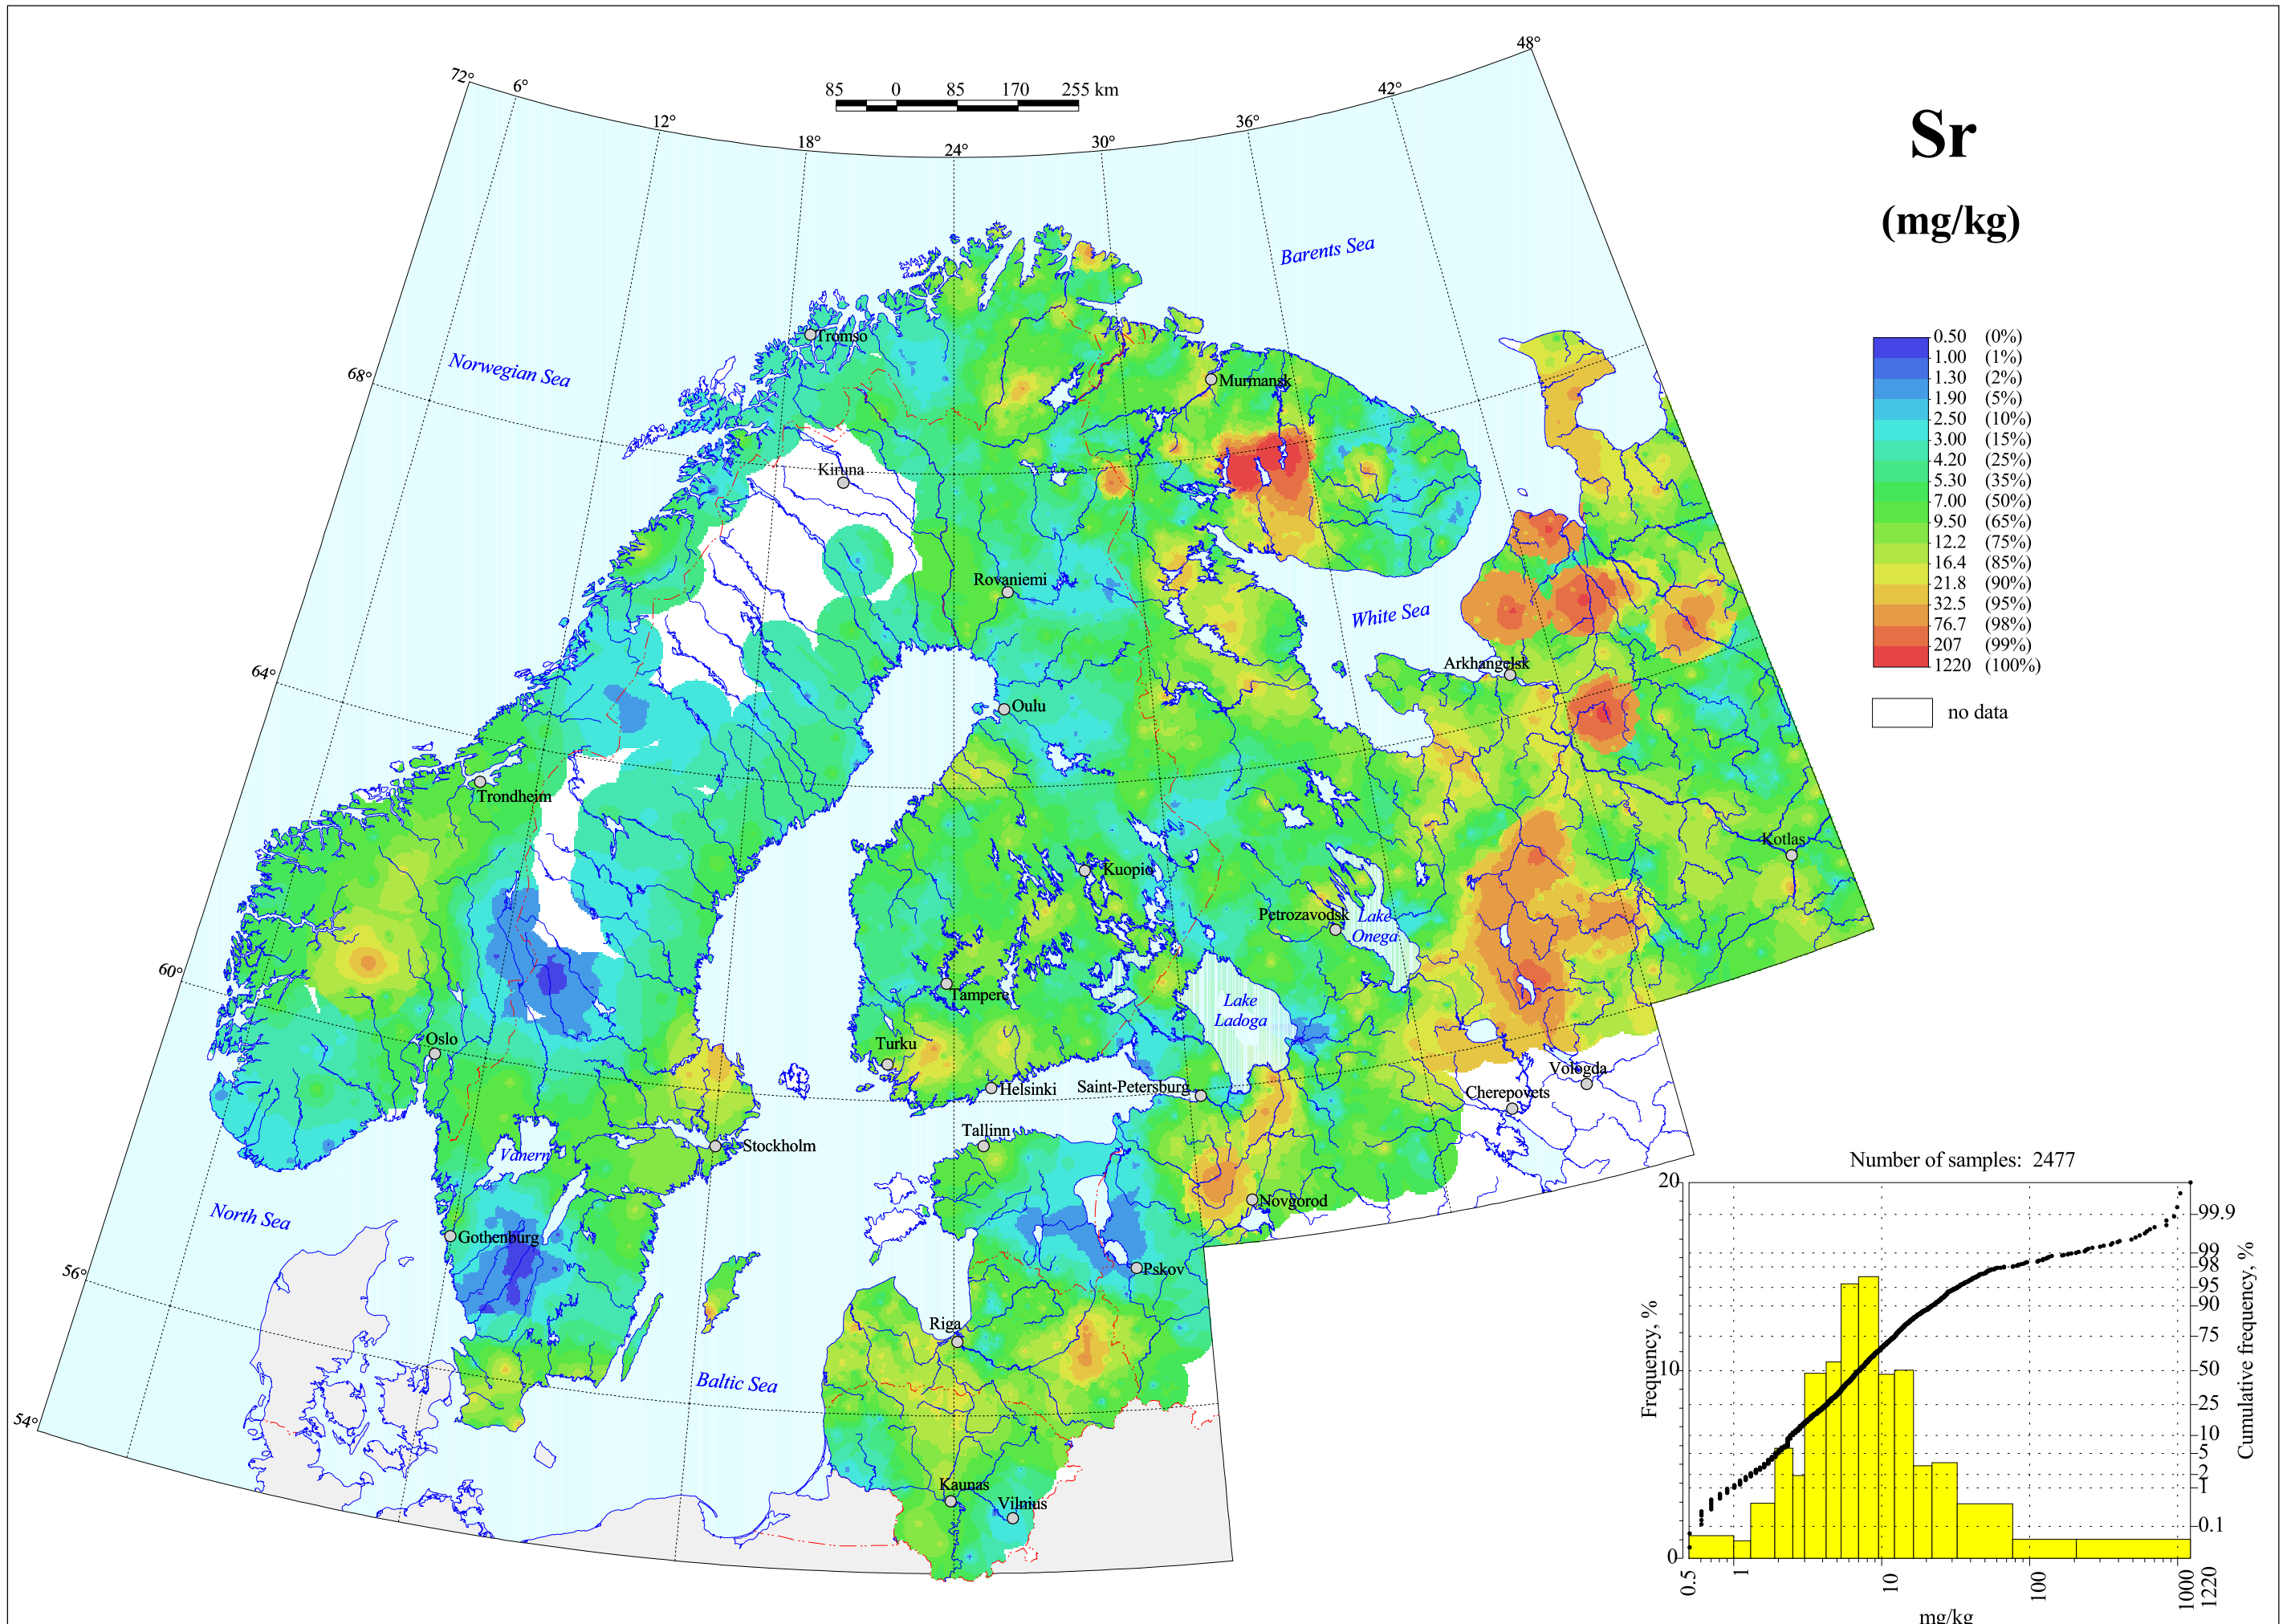 48°
72°
6°
42°
85 0 85 170 255 km
12°
36°
18°
30°
24°
Sr
(mg/kg)
Barents Sea
Norwegian Sea
68°
Tromso
Murmansk
0.50 (0%)
1.00 (1%)
1.30 (2%)
1.90 (5%)
2.50 (10%)
3.00 (15%)
4.20 (25%)
5.30 (35%)
7.00 (50%)
9.50 (65%)
12.2 (75%)
16.4 (85%)
21.8 (90%)
32.5 (95%)
76.7 (98%)
207 (99%)
1220 (100%)
no data
Kiruna
Rovaniemi
White Sea
64°
Arkhangelsk
Oulu
Trondheim
Kotlas
Kuopio
Petrozavodsk
Lake
Onega
60°
Tampere
Lake
Ladoga
Oslo
Turku
Vologda
Helsinki
Saint-Petersburg
Cherepovets
Tallinn
Stockholm
Vanern
Novgorod
North Sea
Gothenburg
Pskov
56°
Riga
Baltic Sea
54°
Kaunas
Vilnius
Number of samples: 2477
20
10
0
Frequency, %
99.9
99
98
95
90
75
50
25
10
5
2
1
0.1
Cumulative frequency, %
0.5
1
10
100
1000
1220
mg/kg